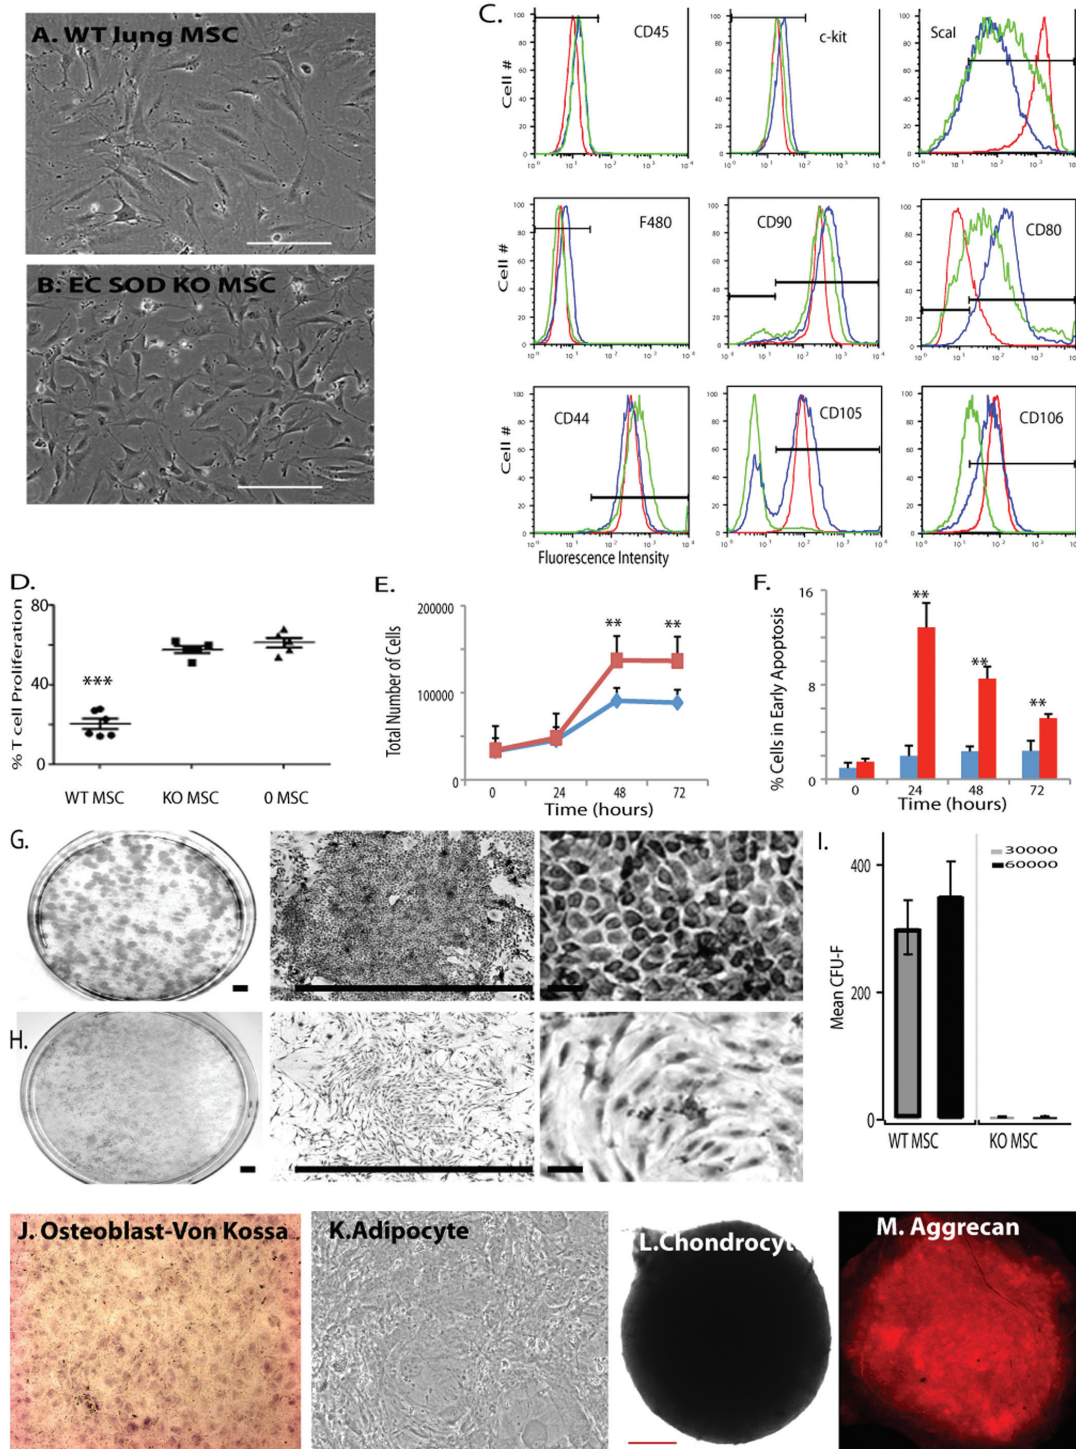 A. WT lung MSC
B. EC SOD KO MSC
C.
CD45
c-kit
Scal
Cell #
F480
CD90
CD80
Cell #
CD44
CD105
CD106
Cell #
Fluorescence Intensity
D.
% T cell Proliferation
80
40
0
***
WT MSC KO MSC 0 MSC
E.
Total Number of Cells
200000
100000
0
** **
0 24 48 72
Time (hours)
F.
% Cells in Early Apoptosis
16
8
0
**
**
**
0 24 48 72
Time (hours)
G.
H.
I.
30000
60000
Mean CFU-F
400
200
0
WT MSC KO MSC
J. Osteoblast-Von Kossa
K.Adipocyte
L.Chondrocyte
M. Aggrecan